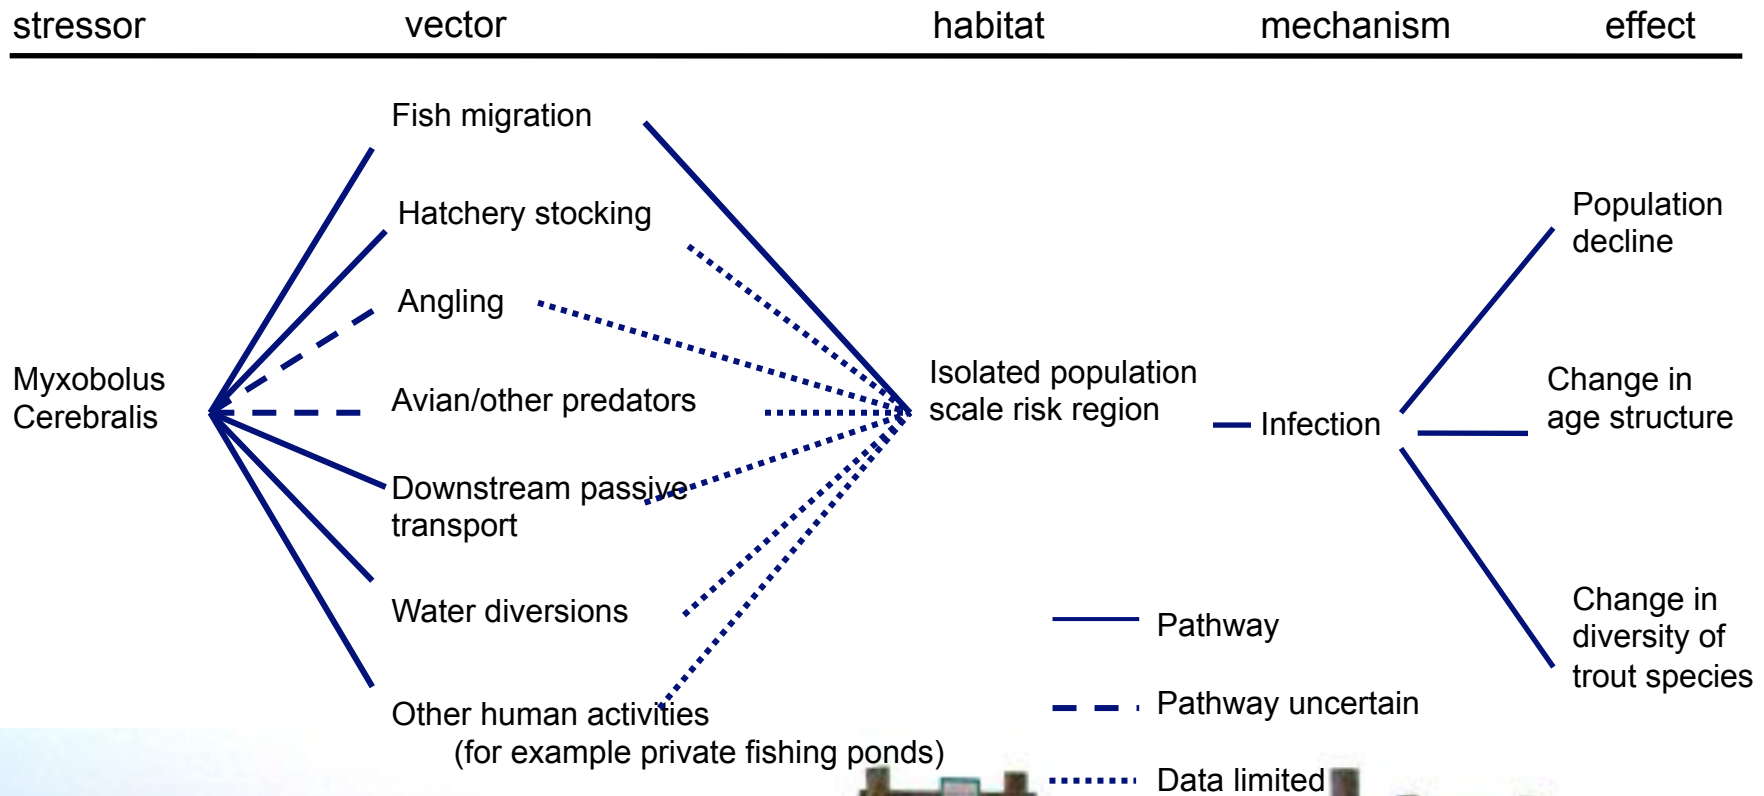 stressor vector habitat mechanism effect
Fish migration
Hatchery stocking
Angling
Avian/other predators
Downstream passive
transport
Water diversions
Other human activities
(for example private fishing ponds)
Myxobolus
Cerebralis
Isolated population
scale risk region
Infection
Population
decline
Change in
age structure
Change in
diversity of
trout species
Pathway
Pathway uncertain
Data limited